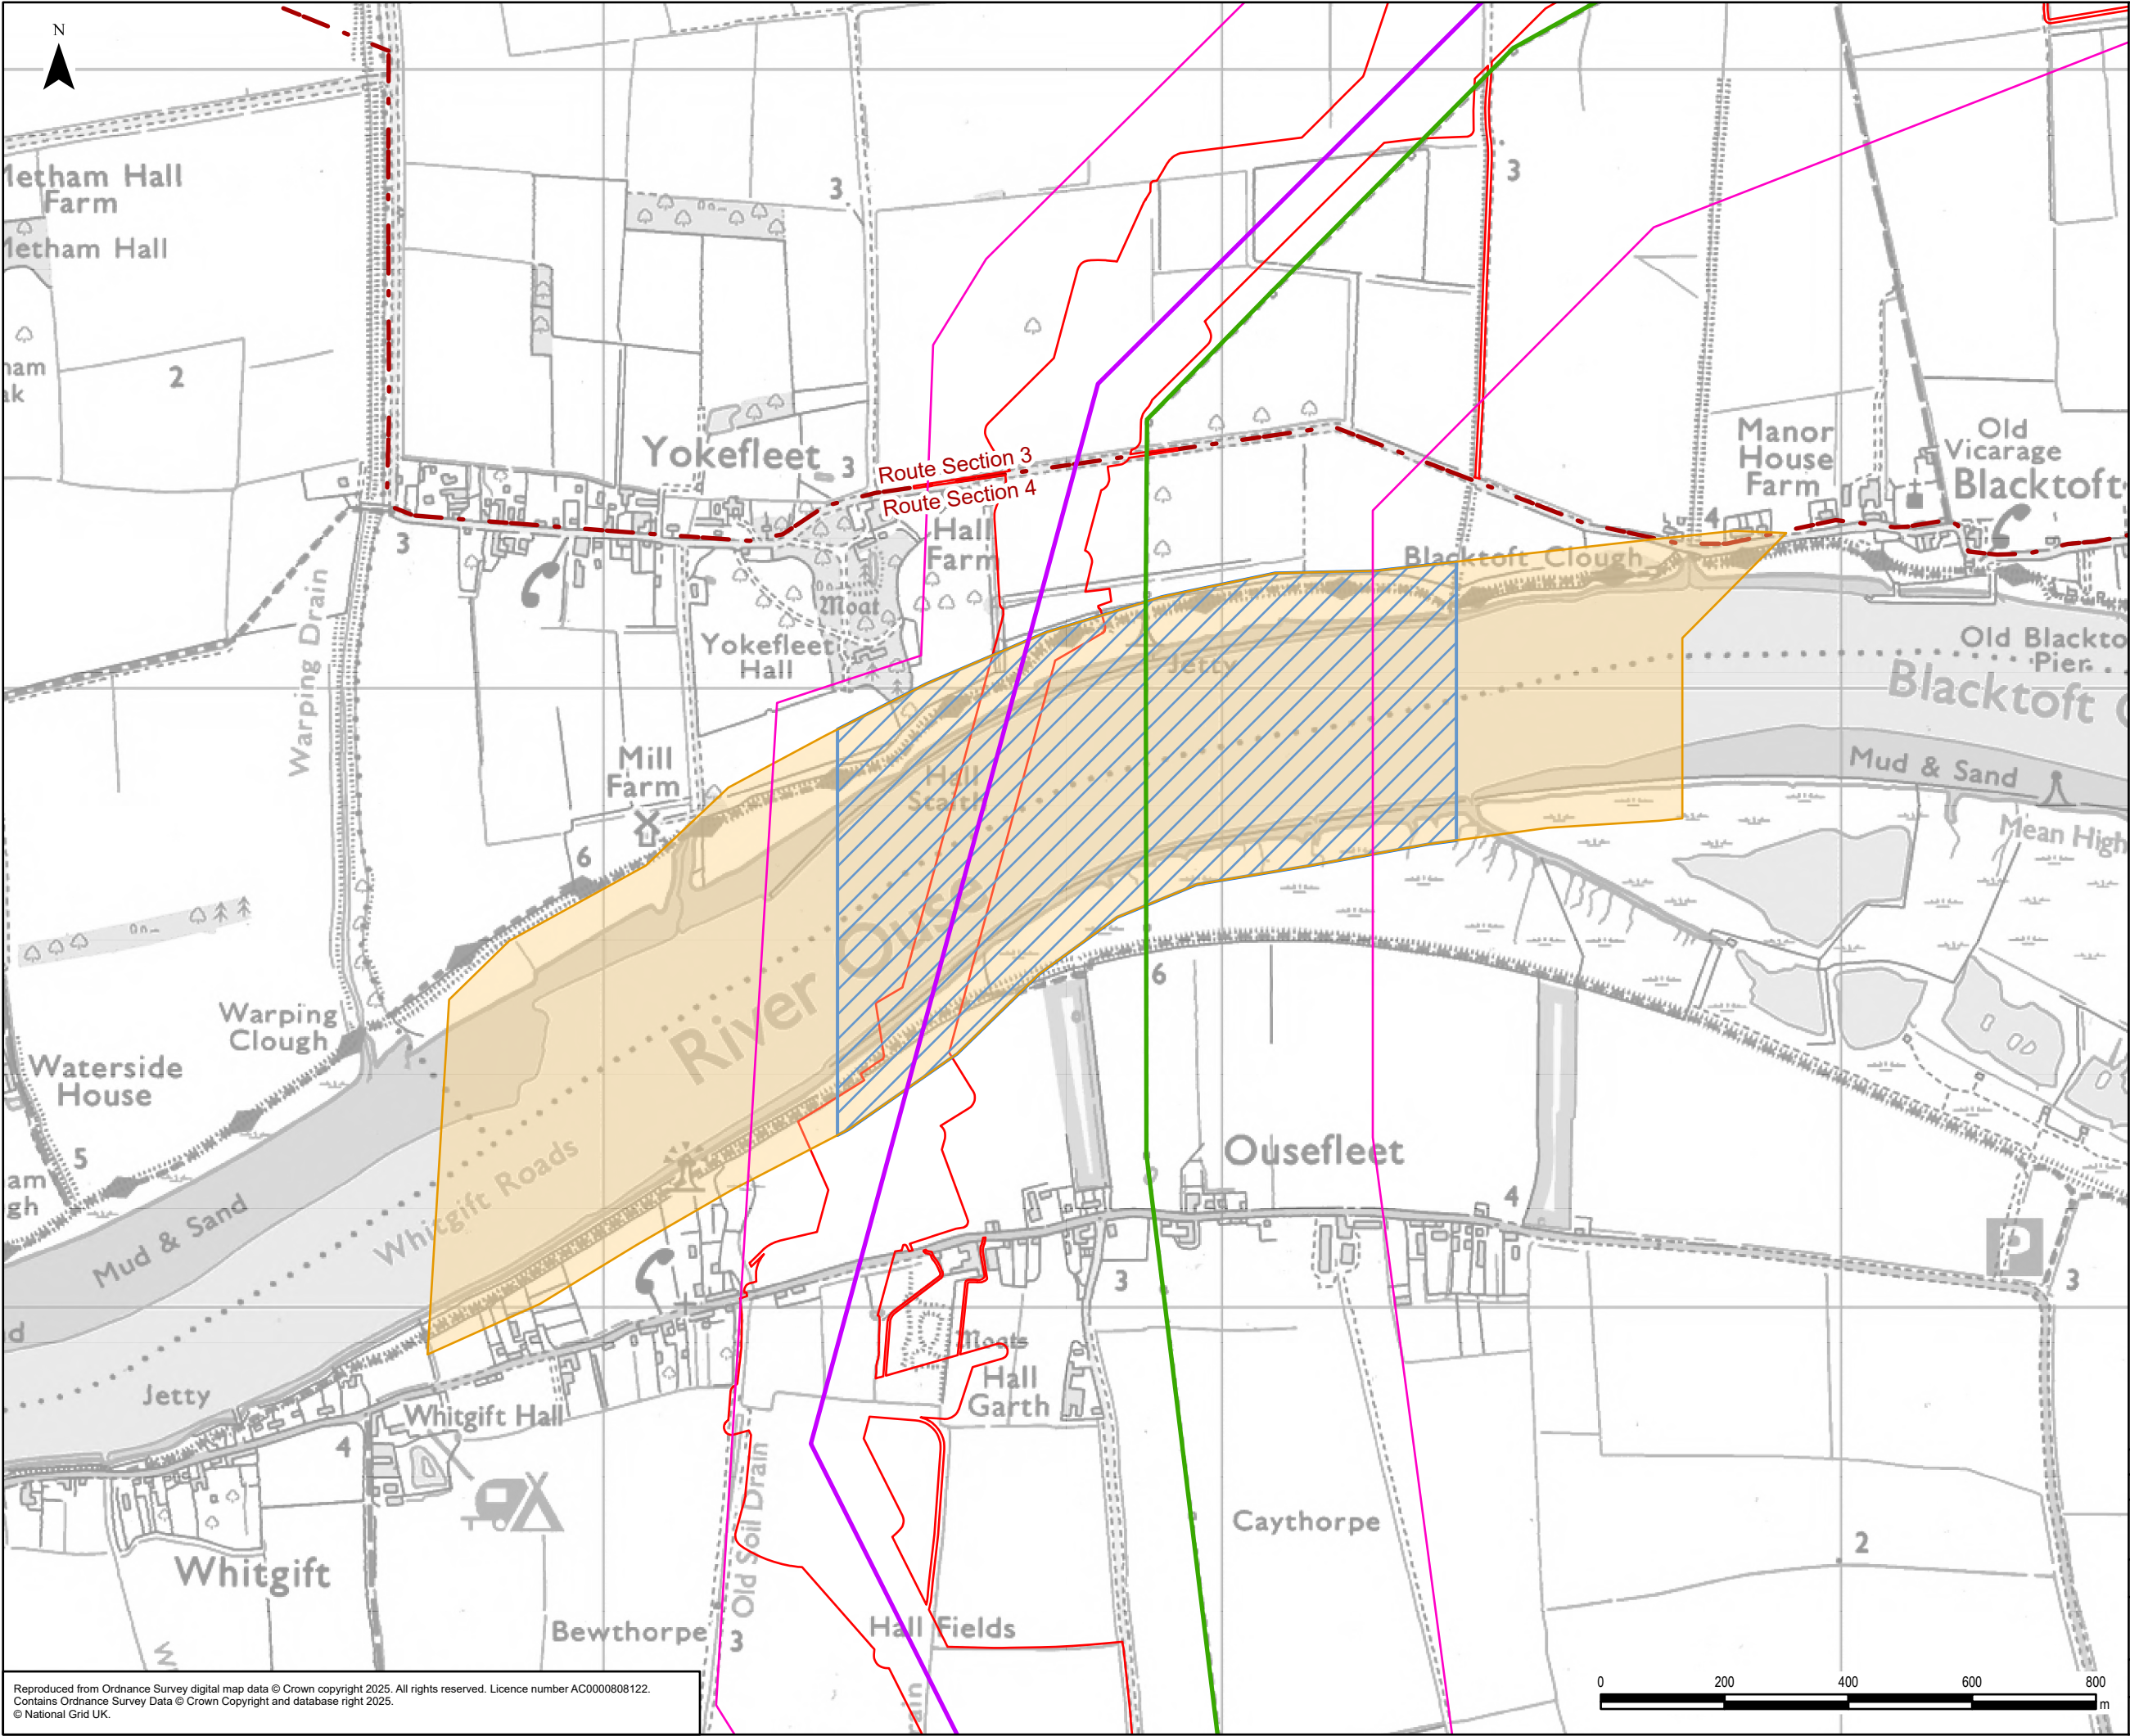 N
Metham Hall
Farm
Metham Hall
3
3
2
Yokefleet
3
Route Section 3
Route Section 4
Manor
House
Farm
Old
Vicarage
Blacktoft
4
3
Hall
Farm
Blacktoft Clough
Moat
Yokefleet
Hall
Jetty
Old Blackto
Pier
Blacktoft C
Warping Drain
Mill
Farm
Hall
Staith
Mud & Sand
Mean High
6
River Ouse
6
Warping
Clough
Waterside
House
5
Whitgift Roads
Mud & Sand
Ousefleet
4
P
3
3
Moats
Hall
Garth
Jetty
Whitgift Hall
4
Old Soil Drain
Caythorpe
2
Whitgift
Bewthorpe
3
Hall Fields
Reproduced from Ordnance Survey digital map data © Crown copyright 2025. All rights reserved. Licence number AC0000808122.
Contains Ordnance Survey Data © Crown Copyright and database right 2025.
© National Grid UK.
0 200 400 600 800
m